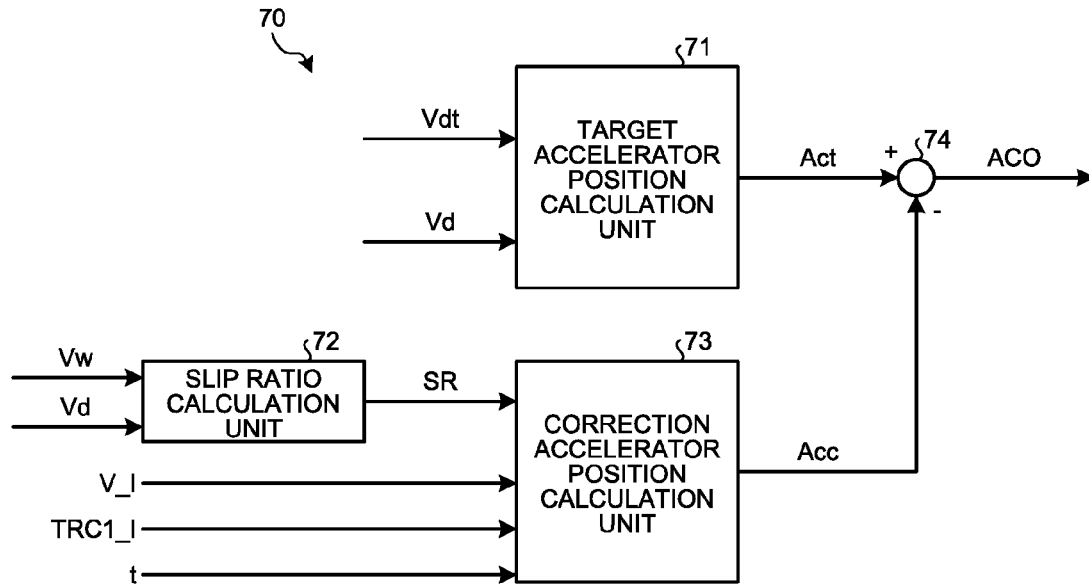 70
71
Vdt
Vd
TARGET
ACCELERATOR
POSITION
CALCULATION
UNIT
Act
+
-
74
ACO
72
Vw
Vd
SLIP RATIO
CALCULATION
UNIT
SR
V_I
TRC1_I
t
73
CORRECTION
ACCELERATOR
POSITION
CALCULATION
UNIT
Acc